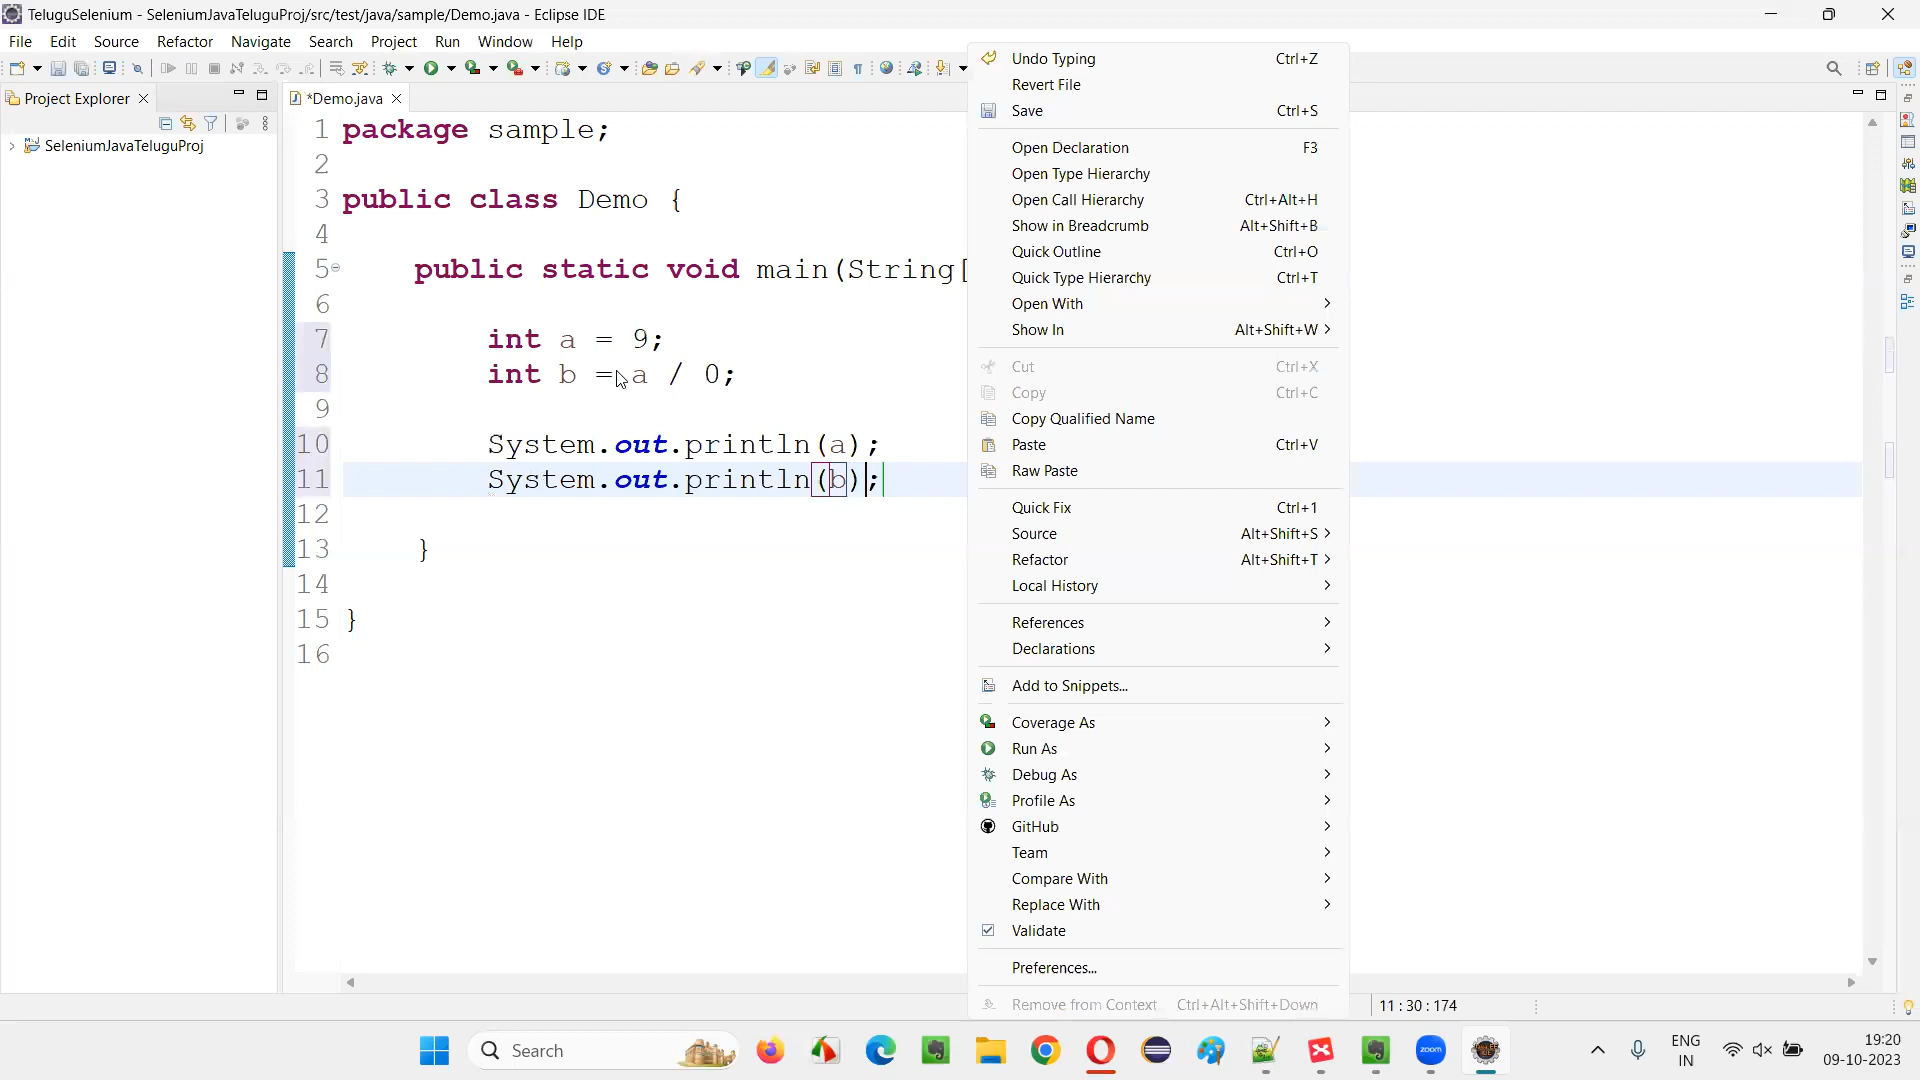 TeluguSelenium - SeleniumJavaTeluguProj/src/test/java/sample/Demo.java - Eclipse IDE
File Edit Source Refactor Navigate Search Project Run Window Help
Project Explorer
SeleniumJavaTeluguProj
*Demo.java
1 package sample;
2
3 public class Demo {
4
5 public static void main(String[
6
7 int a = 9;
8 int b = a / 0;
9
10 System.out.println(a);
11 System.out.println(b);
12
13 }
14
15 }
16
Undo Typing Ctrl+Z
Revert File
Save Ctrl+S
Open Declaration F3
Open Type Hierarchy
Open Call Hierarchy Ctrl+Alt+H
Show in Breadcrumb Alt+Shift+B
Quick Outline Ctrl+O
Quick Type Hierarchy Ctrl+T
Open With
Show In Alt+Shift+W
Cut Ctrl+X
Copy Ctrl+C
Copy Qualified Name
Paste Ctrl+V
Raw Paste
Quick Fix Ctrl+1
Source Alt+Shift+S
Refactor Alt+Shift+T
Local History
References
Declarations
Add to Snippets...
Coverage As
Run As
Debug As
Profile As
GitHub
Team
Compare With
Replace With
Validate
Preferences...
Remove from Context Ctrl+Alt+Shift+Down
11 : 30 : 174
Search
zoom
ENG
IN
19:20
09-10-2023